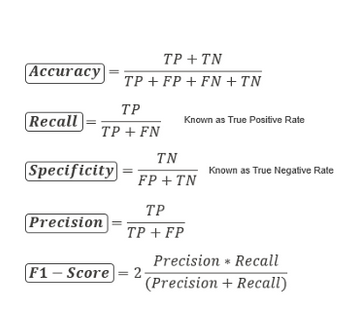 Accuracy = TP + TN / TP + FP + FN + TN
Recall = TP / TP + FN Known as True Positive Rate
Specificity = TN / FP + TN Known as True Negative Rate
Precision = TP / TP + FP
F1 − Score = 2 Precision * Recall / (Precision + Recall)